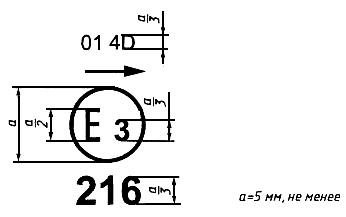 a/3
01 4D
a/3
a
a/2
E 3
216
a/3
a=5 мм, не менее